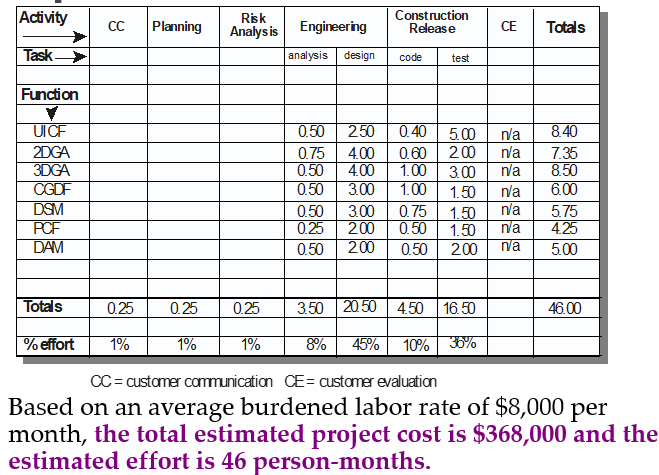 Activity CC Planning Risk Analysis Engineering Construction Release CE Totals
Task analysis design code test
Function
UICF 0.50 2.50 0.40 5.00 n/a 8.40
2DGA 0.75 4.00 0.60 2.00 n/a 7.35
3DGA 0.50 4.00 1.00 3.00 n/a 8.50
CGDF 0.50 3.00 1.00 1.50 n/a 6.00
DSM 0.50 3.00 0.75 1.50 n/a 5.75
PCF 0.25 2.00 0.50 1.50 n/a 4.25
DAM 0.50 2.00 0.50 2.00 n/a 5.00
Totals 0.25 0.25 0.25 3.50 20.50 4.50 16.50 46.00
% effort 1% 1% 1% 8% 45% 10% 36%
CC = customer communication CE = customer evaluation
Based on an average burdened labor rate of $8,000 per
month, the total estimated project cost is $368,000 and the
estimated effort is 46 person-months.